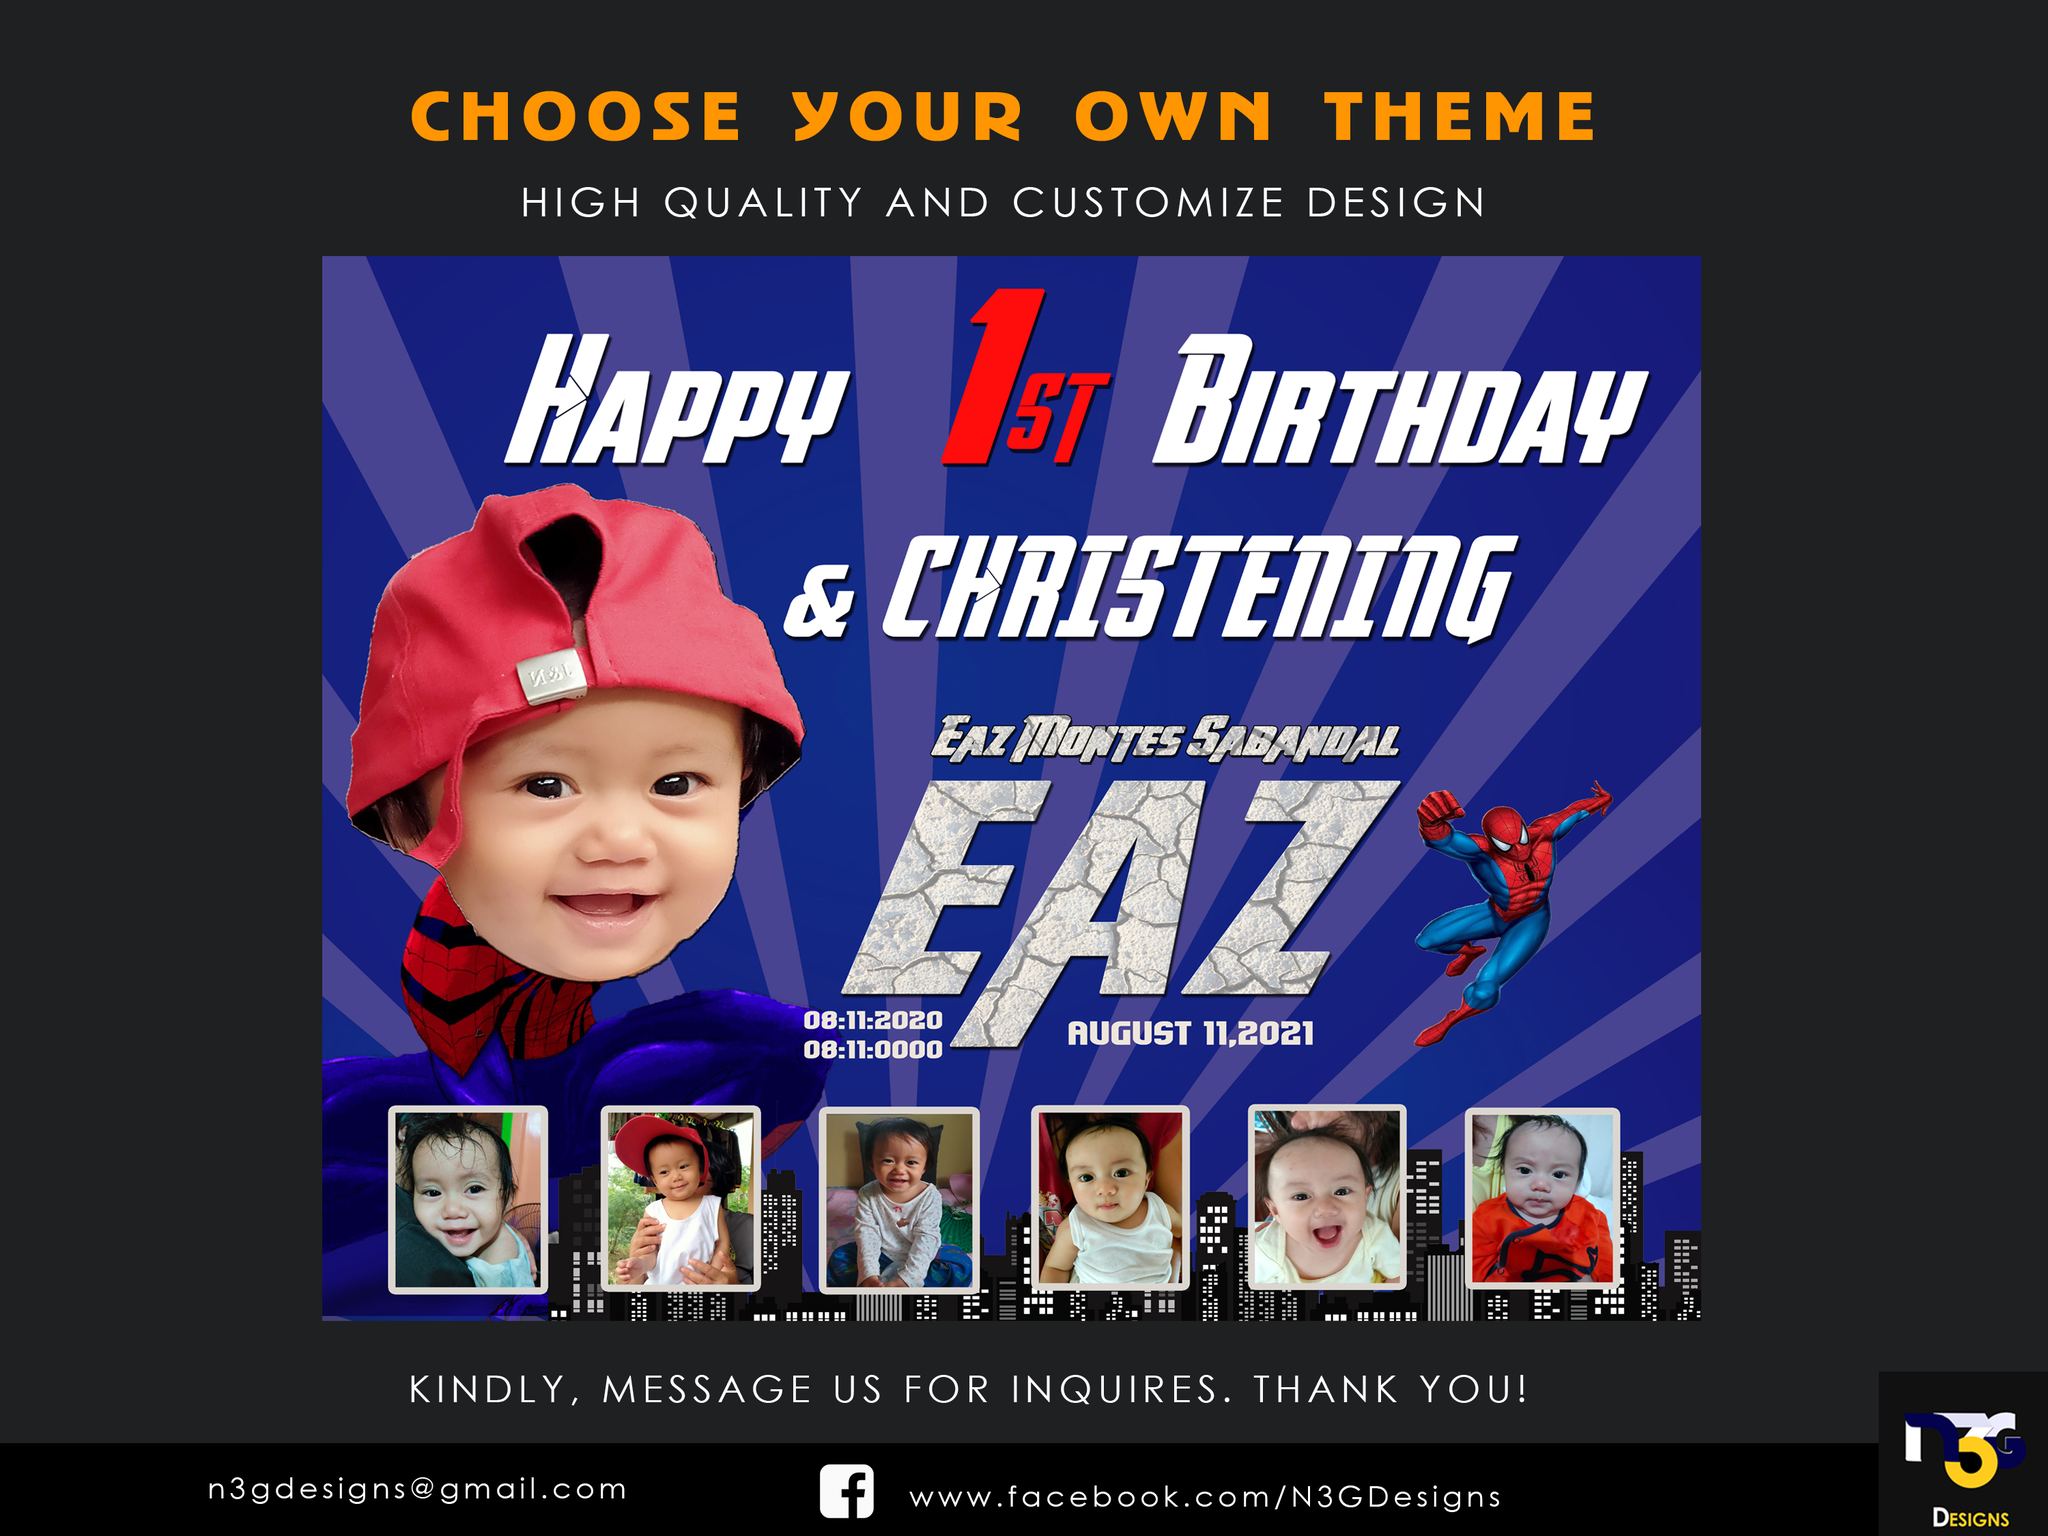 CHOOSE YOUR OWN THEME
HIGH QUALITY AND CUSTOMIZE DESIGN
HAPPY 1ST BIRTHDAY
& CHRISTENING
EAZ MONTES SABANDAL
EAZ
08:11:2020
08:11:0000
AUGUST 11,2021
KINDLY, MESSAGE US FOR INQUIRES. THANK YOU!
n3gdesigns@gmail.com
www.facebook.com/N3GDesigns
N3G
DESIGNS